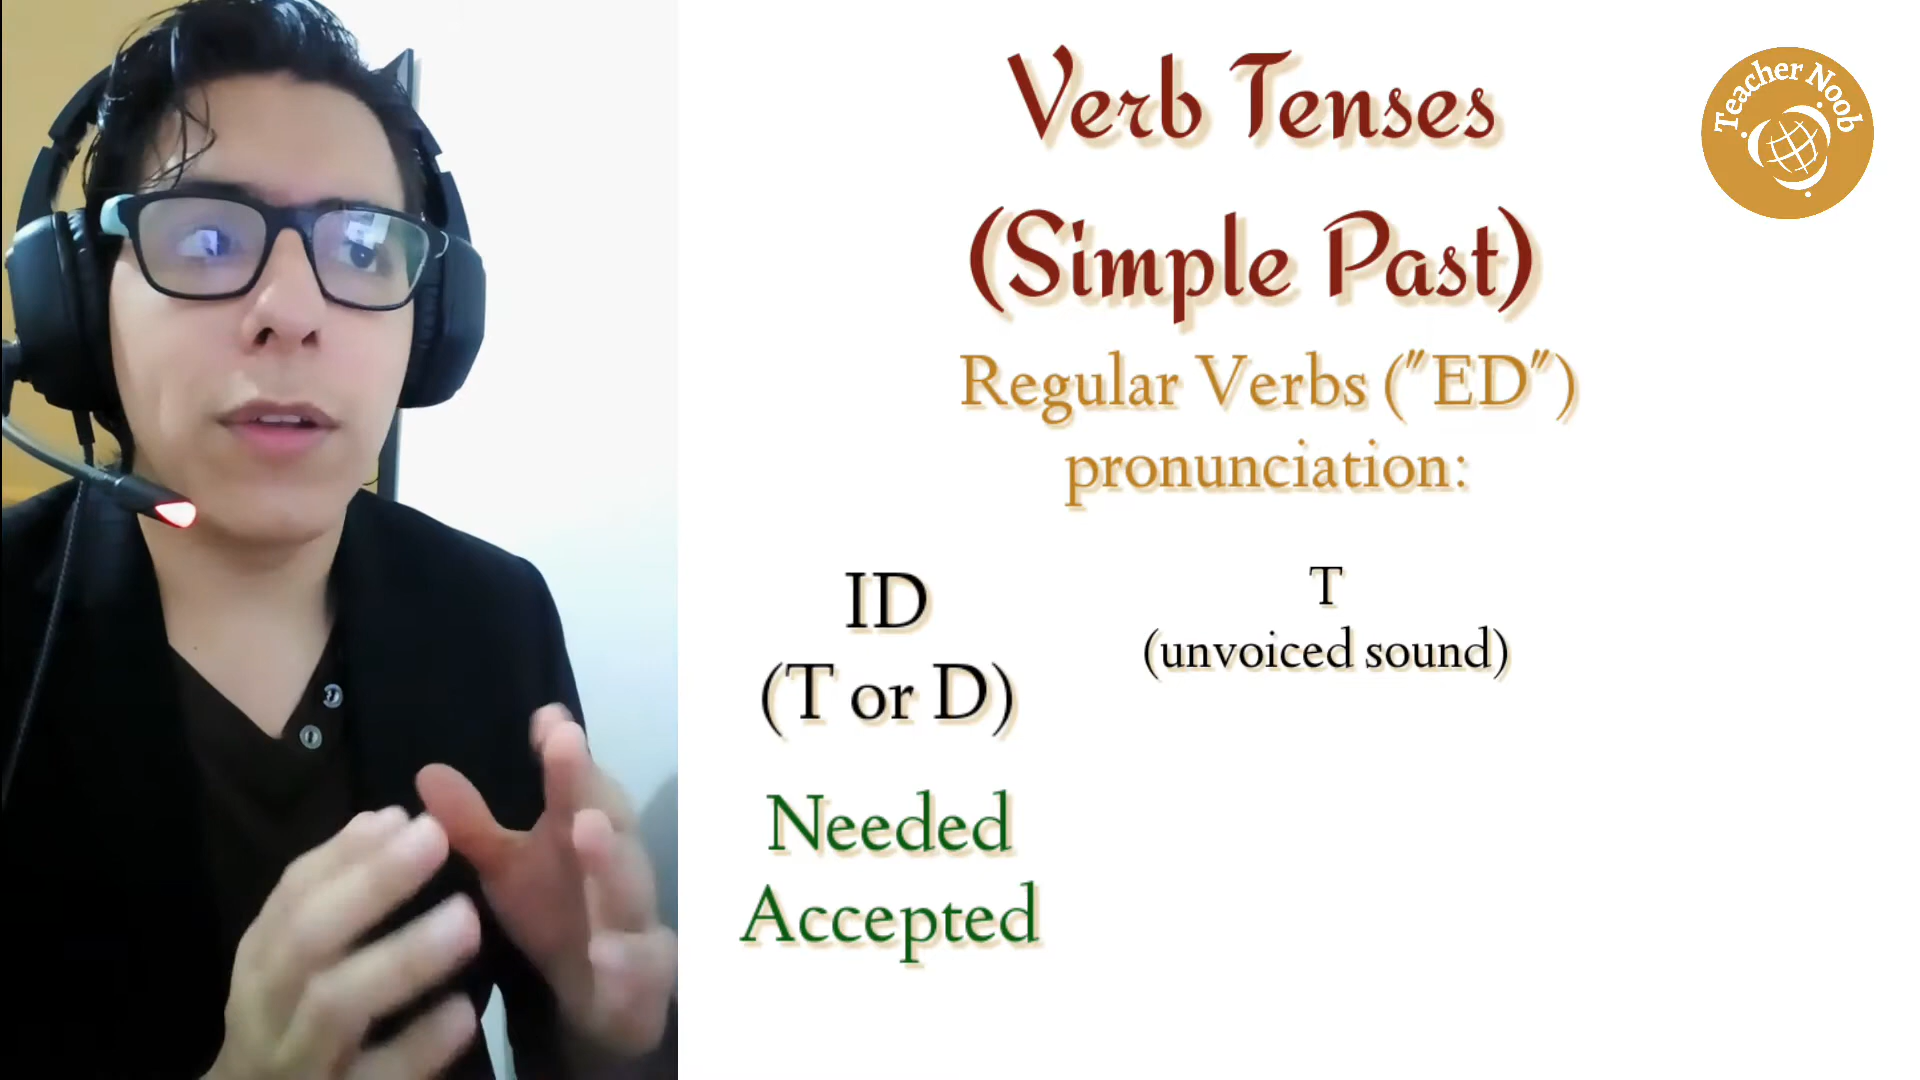 Verb Tenses
(Simple Past)
Regular Verbs ("ED")
pronunciation:
ID
(T or D)
Needed
Accepted
T
(unvoiced sound)
Teacher Noob